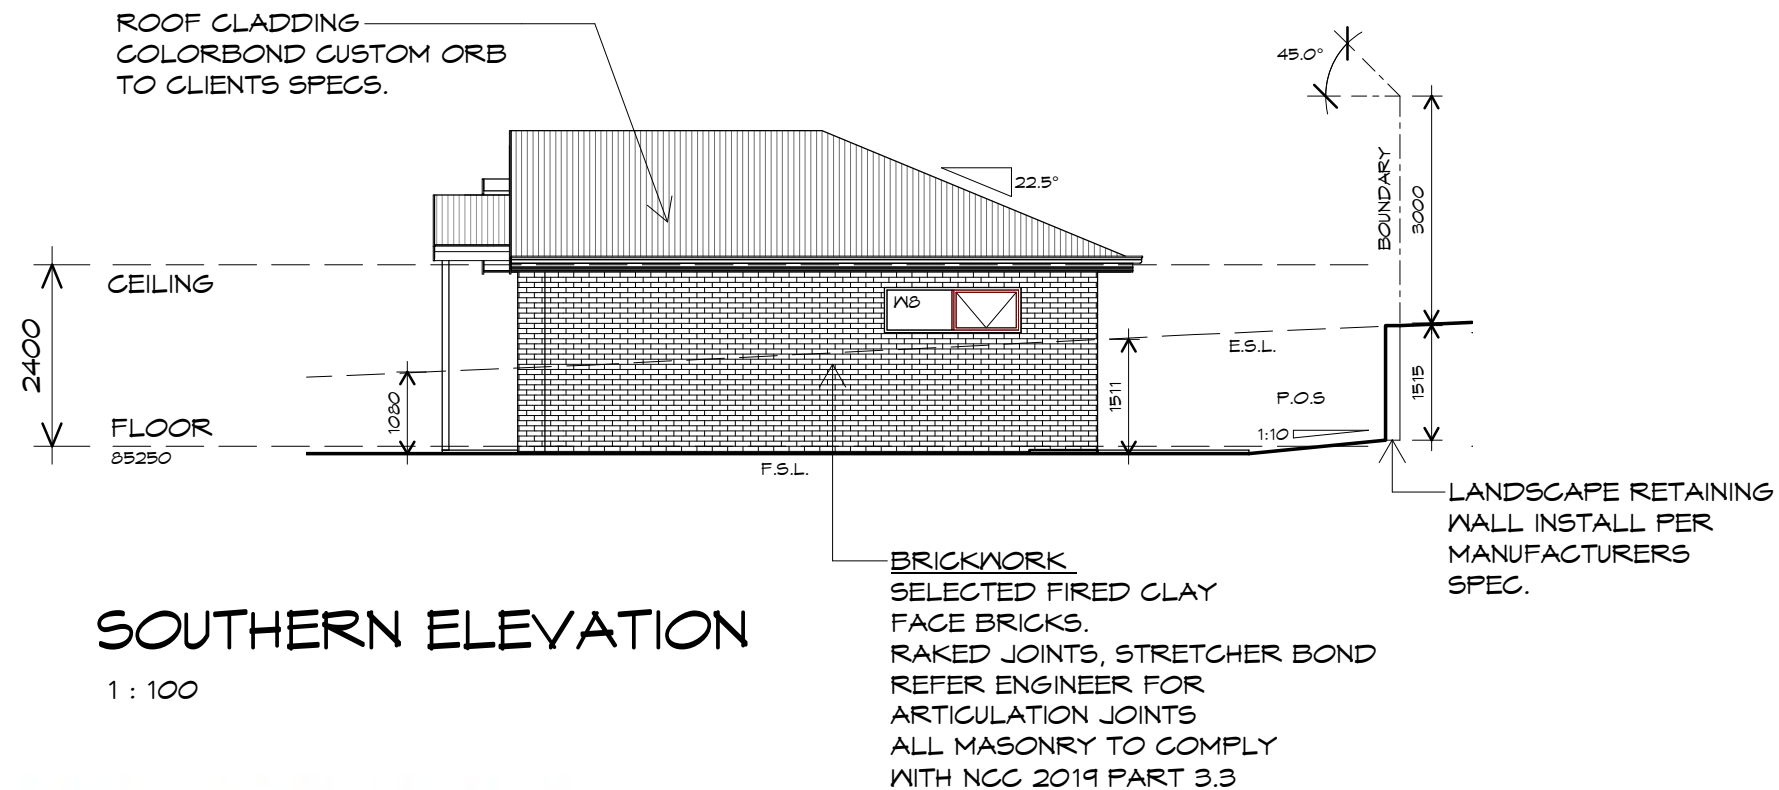 ROOF CLADDING
COLORBOND CUSTOM ORB
TO CLIENTS SPECS.
45.0°
22.5°
BOUNDARY
3000
CEILING
2400
W8
E.S.L.
1080
1511
1515
P.O.S
1:10
FLOOR
85250
F.S.L.
LANDSCAPE RETAINING
WALL INSTALL PER
MANUFACTURERS
SPEC.
BRICKWORK
SELECTED FIRED CLAY
FACE BRICKS.
RAKED JOINTS, STRETCHER BOND
REFER ENGINEER FOR
ARTICULATION JOINTS
ALL MASONRY TO COMPLY
WITH NCC 2019 PART 3.3
SOUTHERN ELEVATION
1 : 100